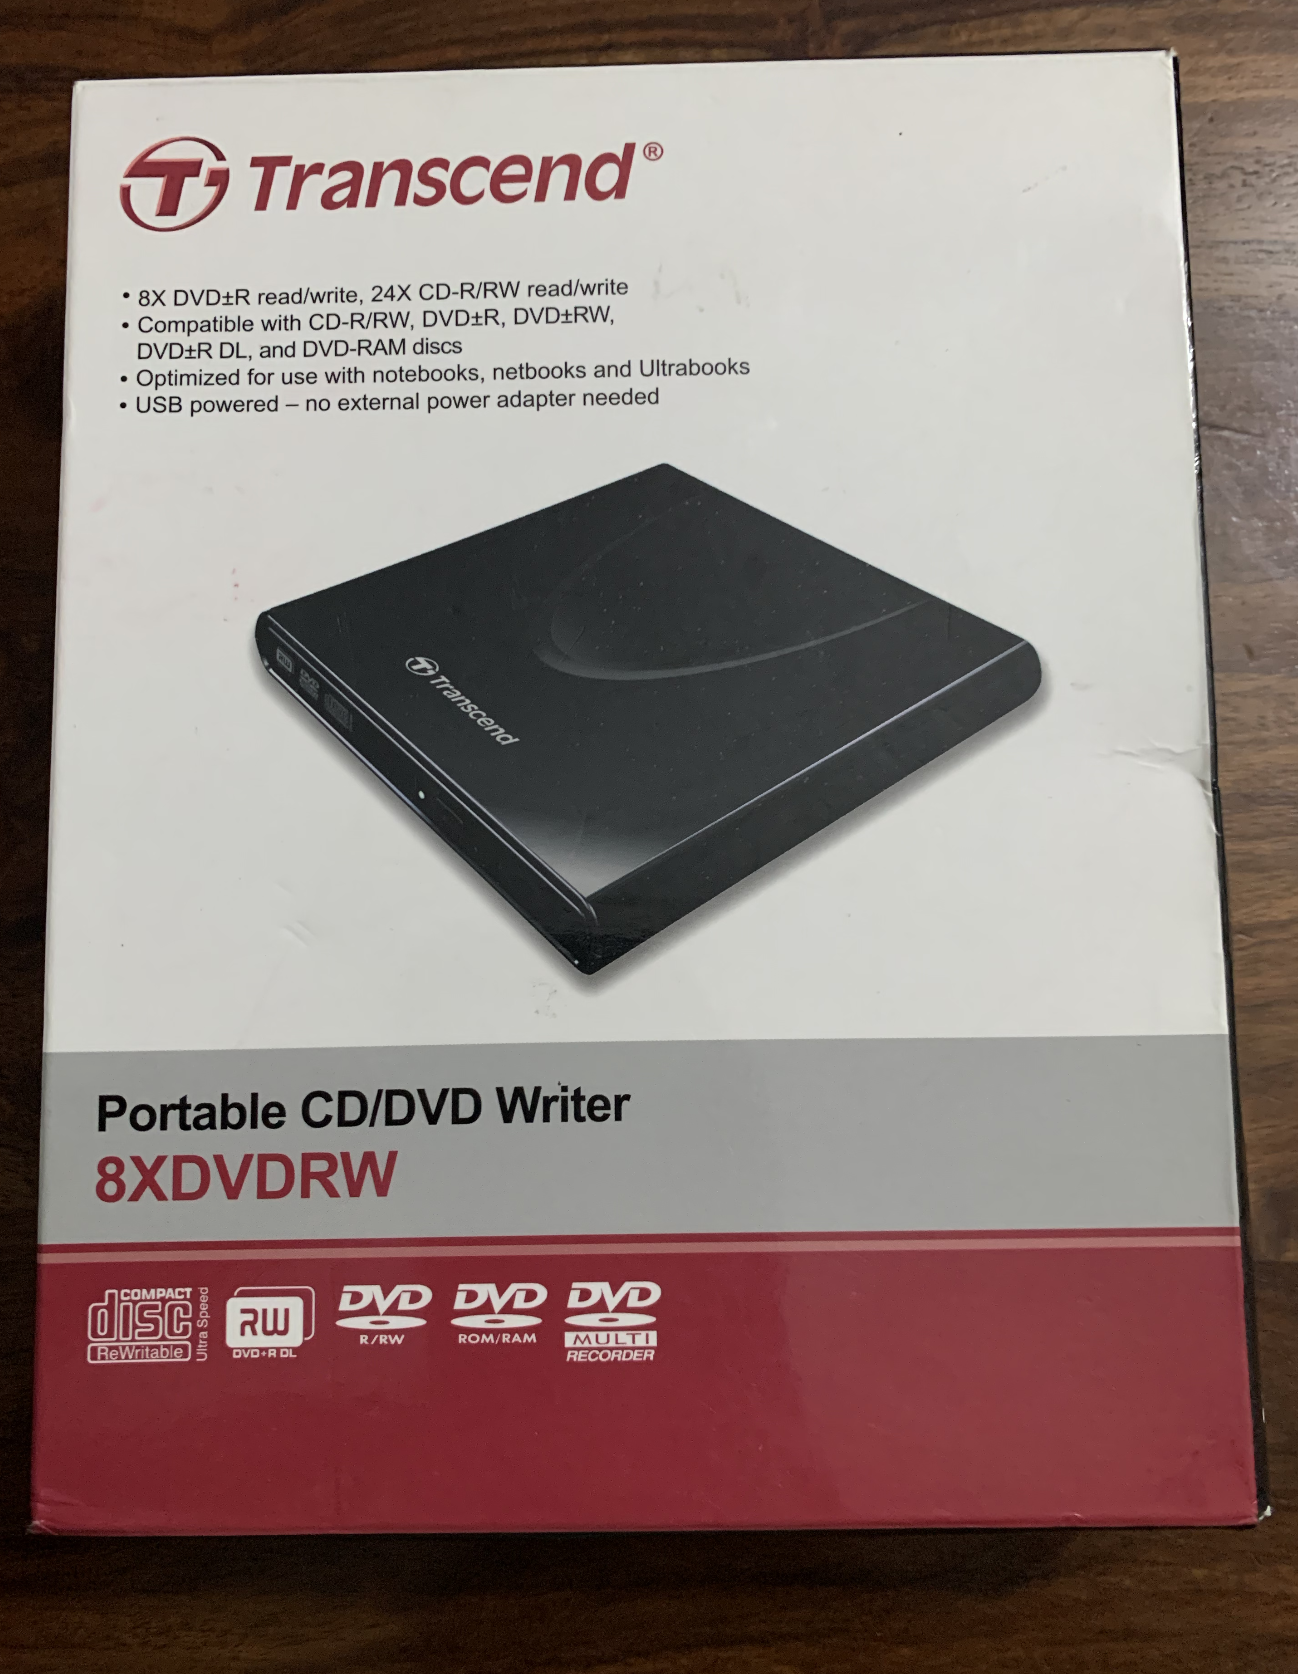 Transcend®
• 8X DVD±R read/write, 24X CD-R/RW read/write
• Compatible with CD-R/RW, DVD±R, DVD±RW,
DVD±R DL, and DVD-RAM discs
• Optimized for use with notebooks, netbooks and Ultrabooks
• USB powered – no external power adapter needed
RW
DVD
Transcend
Portable CD/DVD Writer
8XDVDRW
COMPACT
disc
ReWritable
Ultra Speed
RW
DVD+R DL
DVD
R/RW
DVD
ROM/RAM
DVD
MULTI
RECORDER